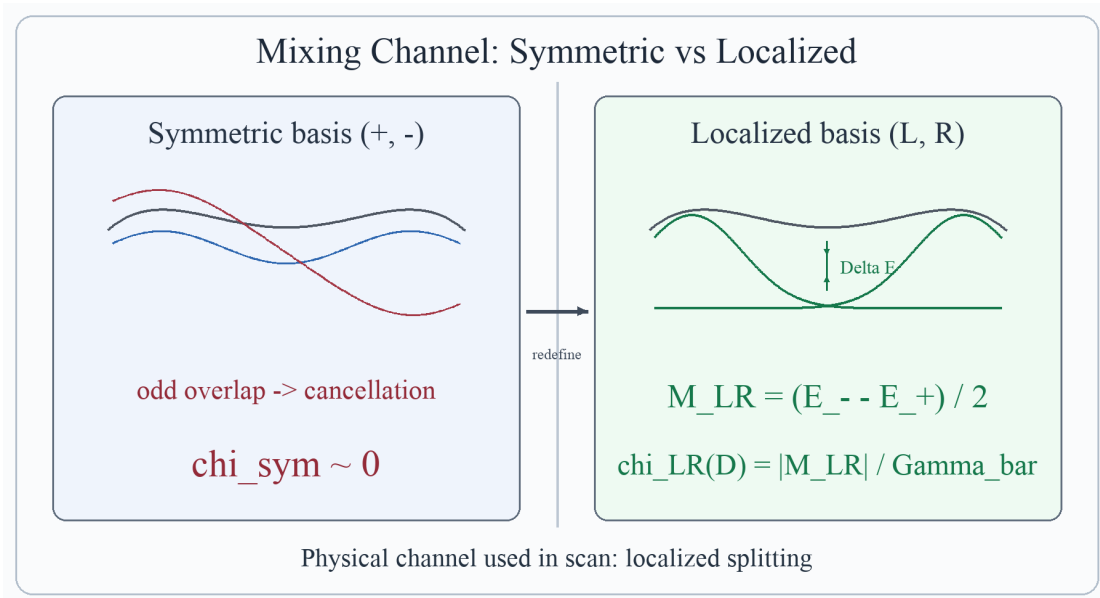 Mixing Channel: Symmetric vs Localized
Symmetric basis (+, -)
odd overlap -> cancellation
chi_sym ~ 0
redefine
Localized basis (L, R)
Delta E
M_LR = (E_- - E_+) / 2
chi_LR(D) = |M_LR| / Gamma_bar
Physical channel used in scan: localized splitting